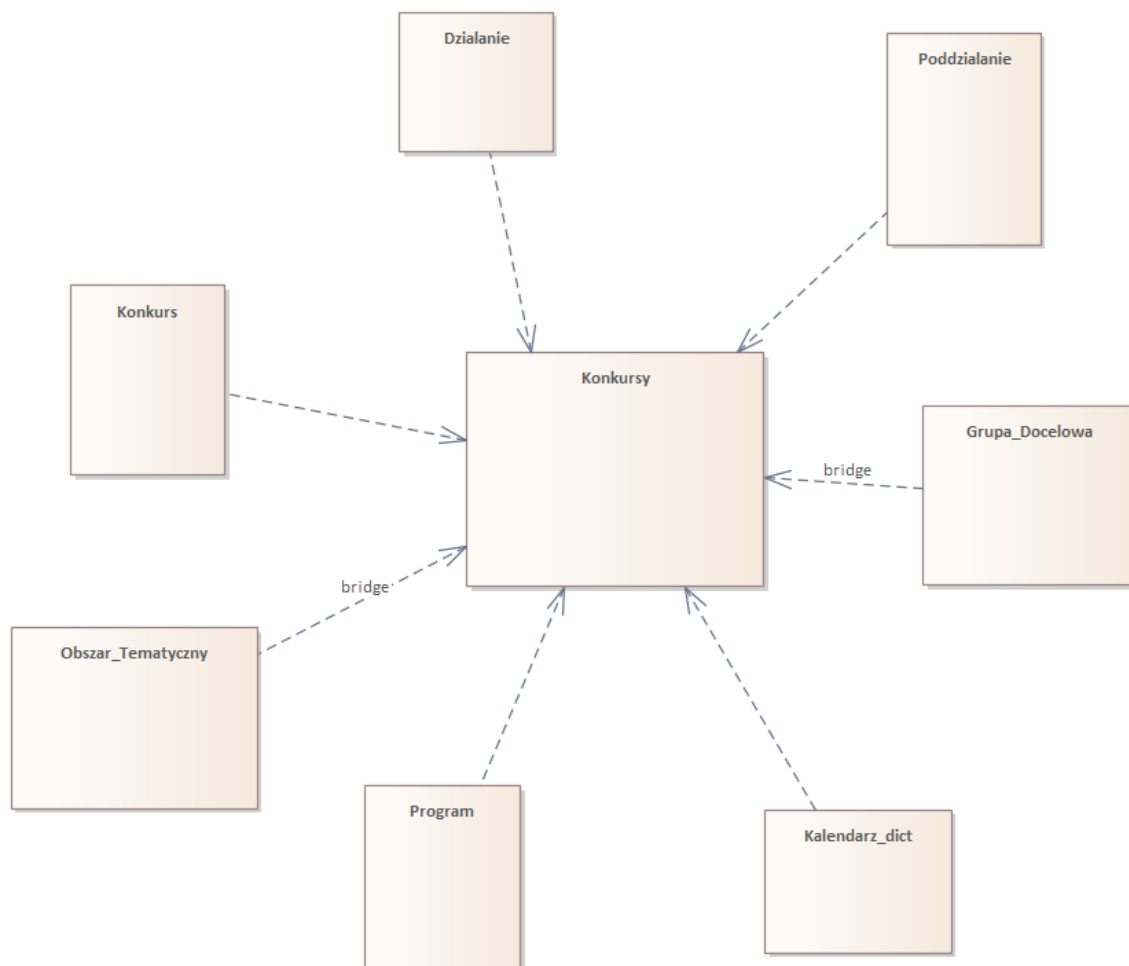 Dzialanie
Poddzialanie
Konkurs
Konkursy
Grupa_Docelowa
bridge
bridge
Obszar_Tematyczny
Program
Kalendarz_dict